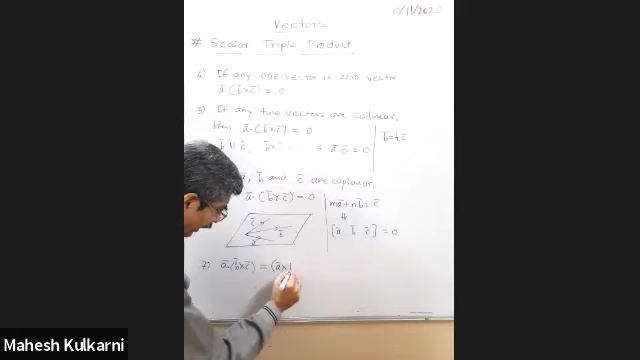 Vectors
10/11/2020
# Scalar Triple Product
4) If any one vector is zero vector
ā·(b̄×c̄) = 0
5) If any two vectors are collinear,
then ā·(b̄×c̄) = 0
b̄=tc̄
b̄ || c̄,
= 0
b̄ and c̄ are coplanar,
ā·(b̄×c̄) = 0
mā+nb̄=c̄
[ā b̄ c̄] = 0
c̄
b̄
ā
7) ā·(b̄×c̄) = (ā×
Mahesh Kulkarni